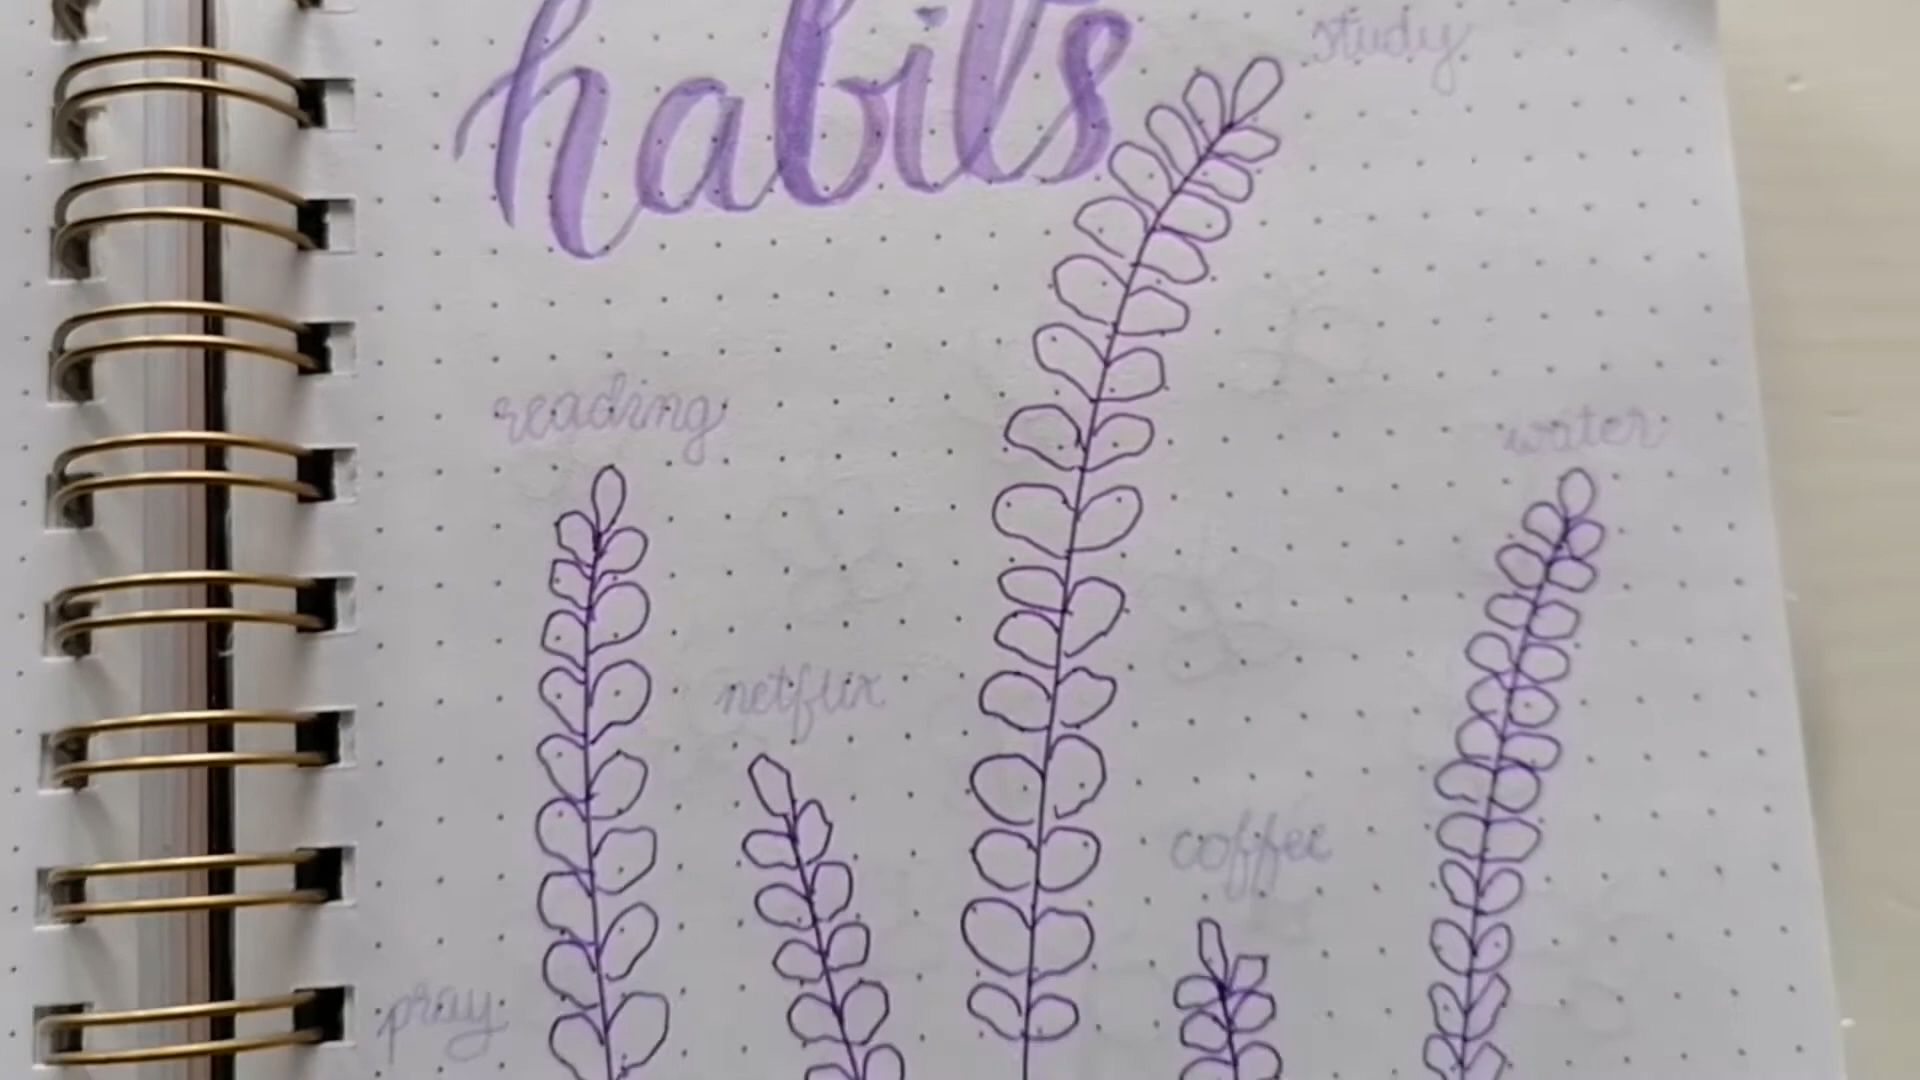 habits
study
reading
water
netflix
coffee
pray